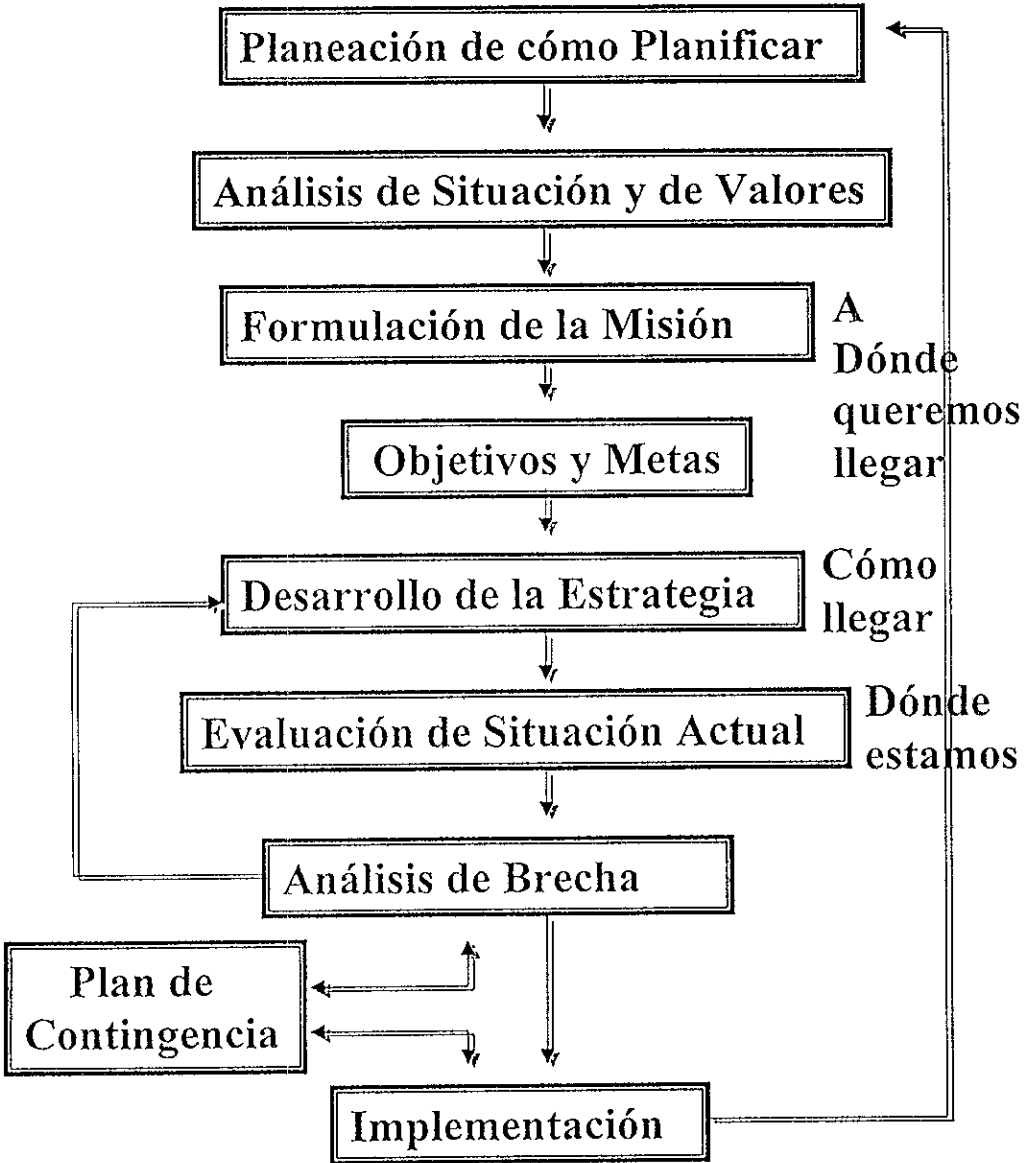 Planeación de cómo Planificar
Análisis de Situación y de Valores
Formulación de la Misión
A
Dónde
queremos
llegar
Objetivos y Metas
Desarrollo de la Estrategia
Cómo
llegar
Evaluación de Situación Actual
Dónde
estamos
Análisis de Brecha
Plan de
Contingencia
Implementación